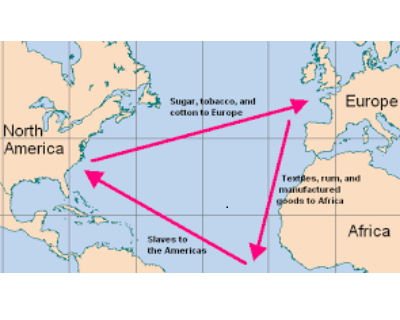 Sugar, tobacco, and
cotton to Europe
Europe
North
America
Textiles, rum, and
manufactured
goods to Africa
Africa
Slaves to
the Americas